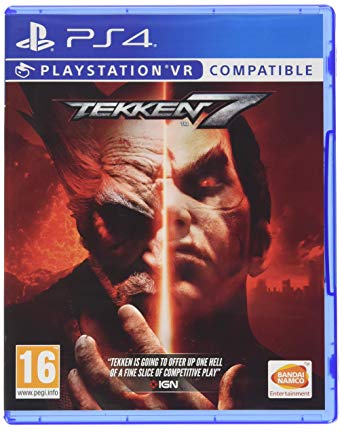 PS4
PLAYSTATION®VR COMPATIBLE
TEKKEN 7
TM
16
www.pegi.info
"TEKKEN IS GOING TO OFFER UP ONE HELL
OF A FINE SLICE OF COMPETITIVE PLAY"
IGN
BANDAI
NAMCO
Entertainment